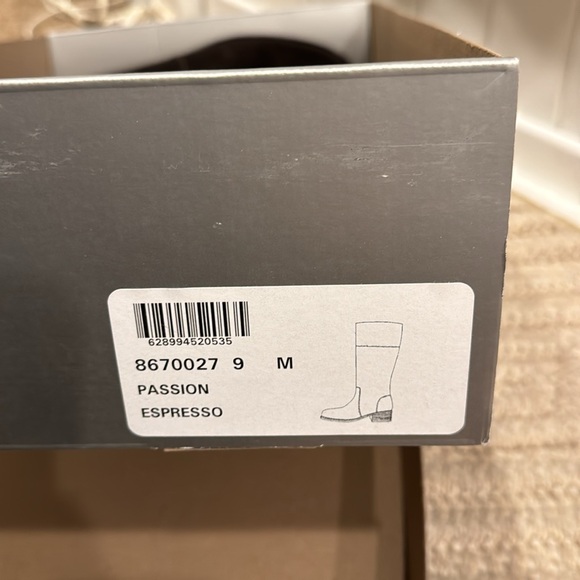 628994520535
8670027 9 M
PASSION
ESPRESSO